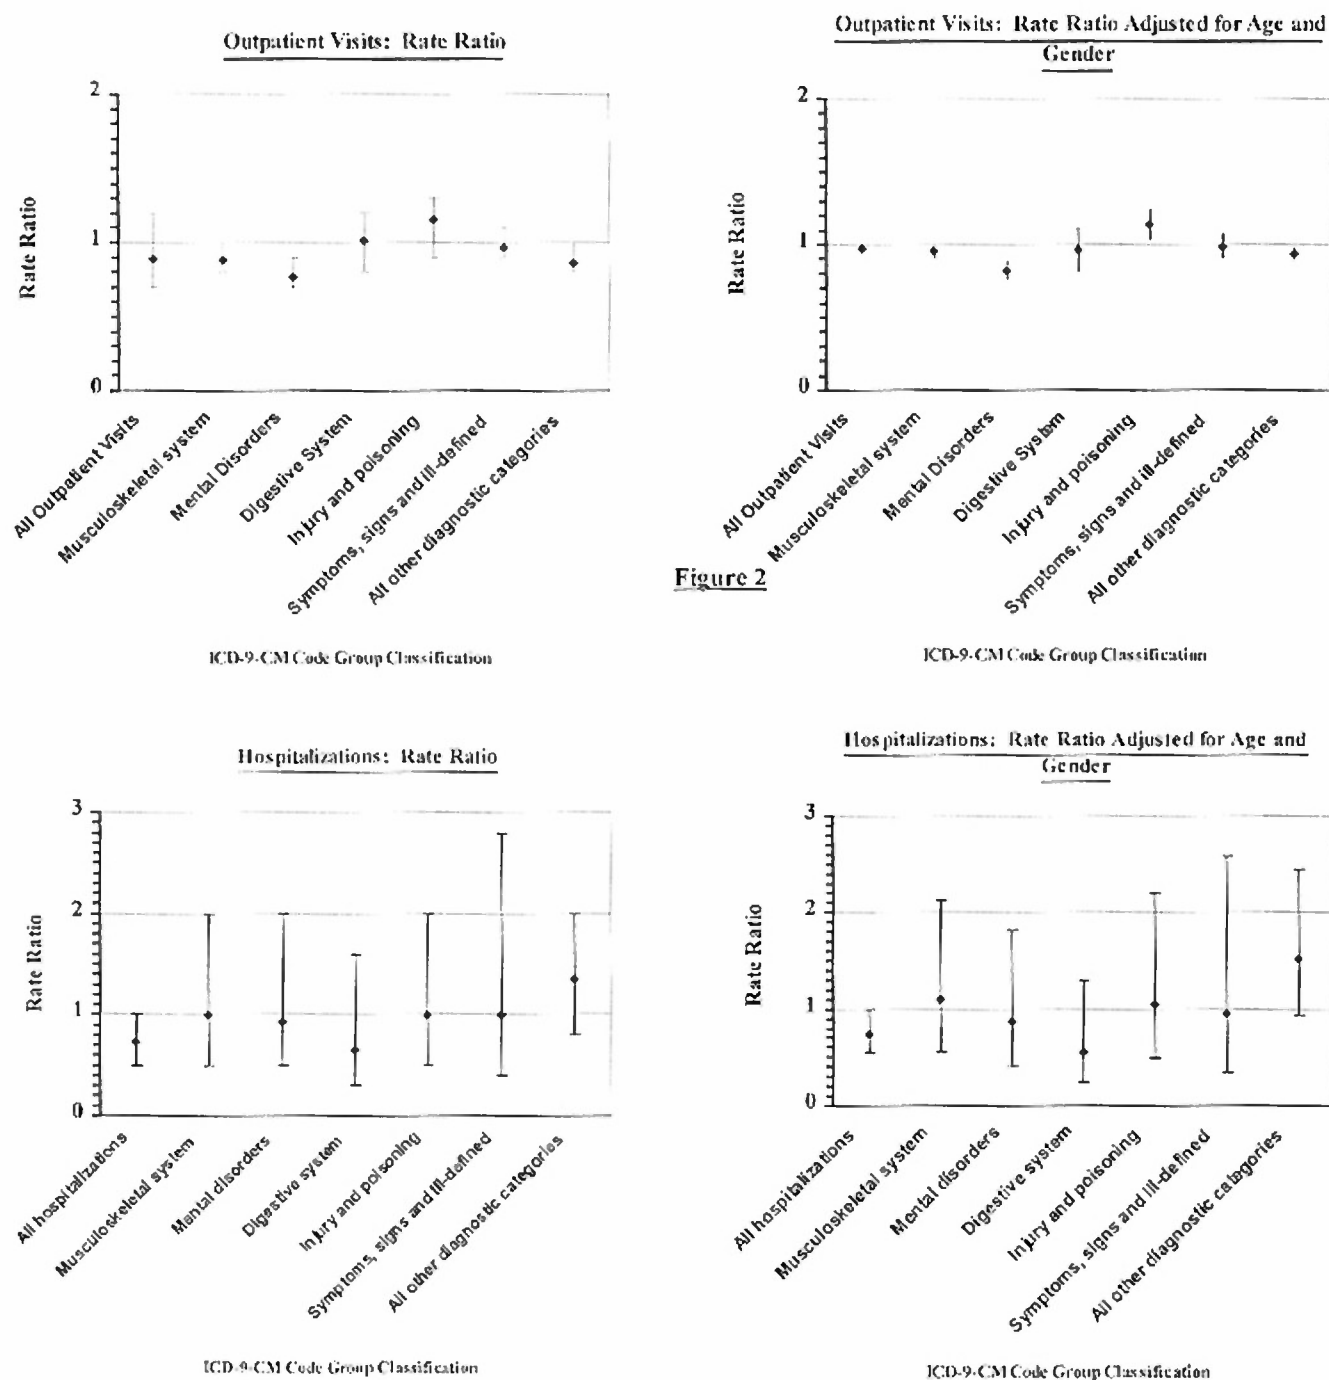 Outpatient Visits: Rate Ratio
2
1
0
Rate Ratio
All Outpatient Visits
Musculoskeletal system
Mental Disorders
Digestive System
Injury and poisoning
Symptoms, signs and ill-defined
All other diagnostic categories
ICD-9-CM Code Group Classification
Outpatient Visits: Rate Ratio Adjusted for Age and
Gender
2
1
0
Rate Ratio
All Outpatient Visits
Musculoskeletal system
Mental Disorders
Digestive System
Injury and poisoning
Symptoms, signs and ill-defined
All other diagnostic categories
ICD-9-CM Code Group Classification
Figure 2
Hospitalizations: Rate Ratio
3
2
1
0
Rate Ratio
All hospitalizations
Musculoskeletal system
Mental disorders
Digestive system
Injury and poisoning
Symptoms, signs and ill-defined
All other diagnostic categories
ICD-9-CM Code Group Classification
Hospitalizations: Rate Ratio Adjusted for Age and
Gender
3
2
1
0
Rate Ratio
All hospitalizations
Musculoskeletal system
Mental disorders
Digestive system
Injury and poisoning
Symptoms, signs and ill-defined
All other diagnostic categories
ICD-9-CM Code Group Classification